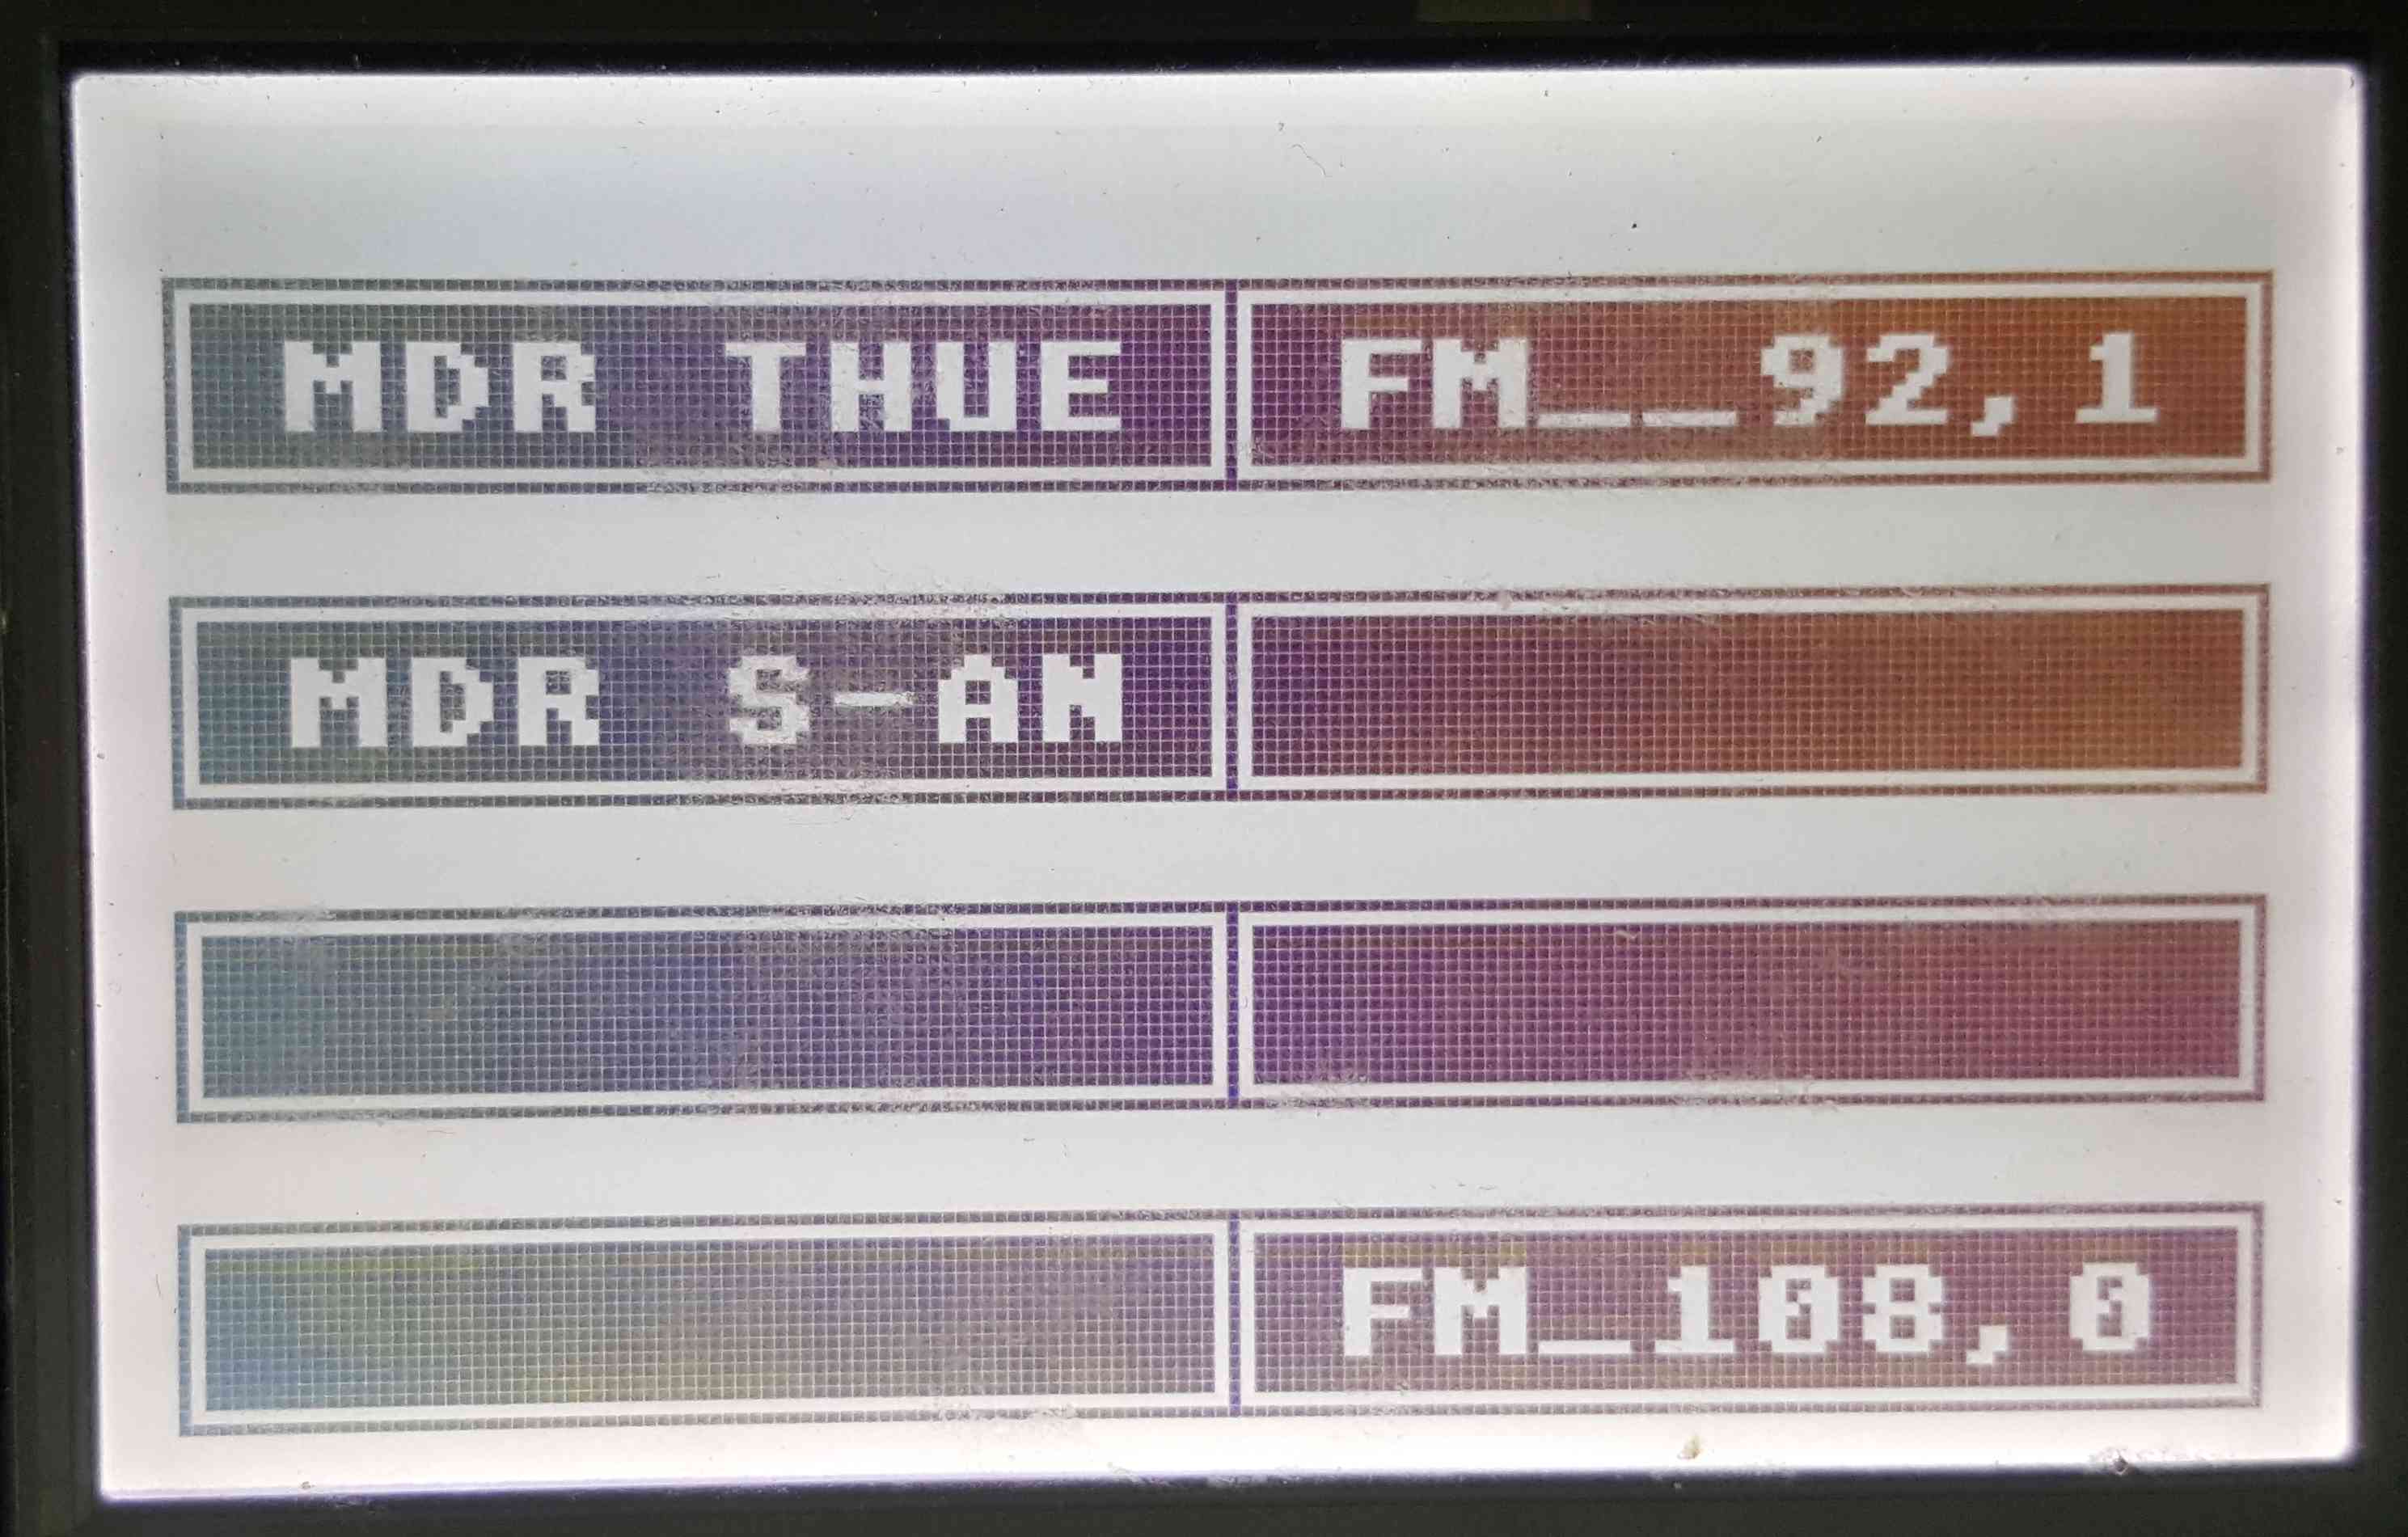 MDR THUE FM__92,1
MDR S-AN
FM_108,0